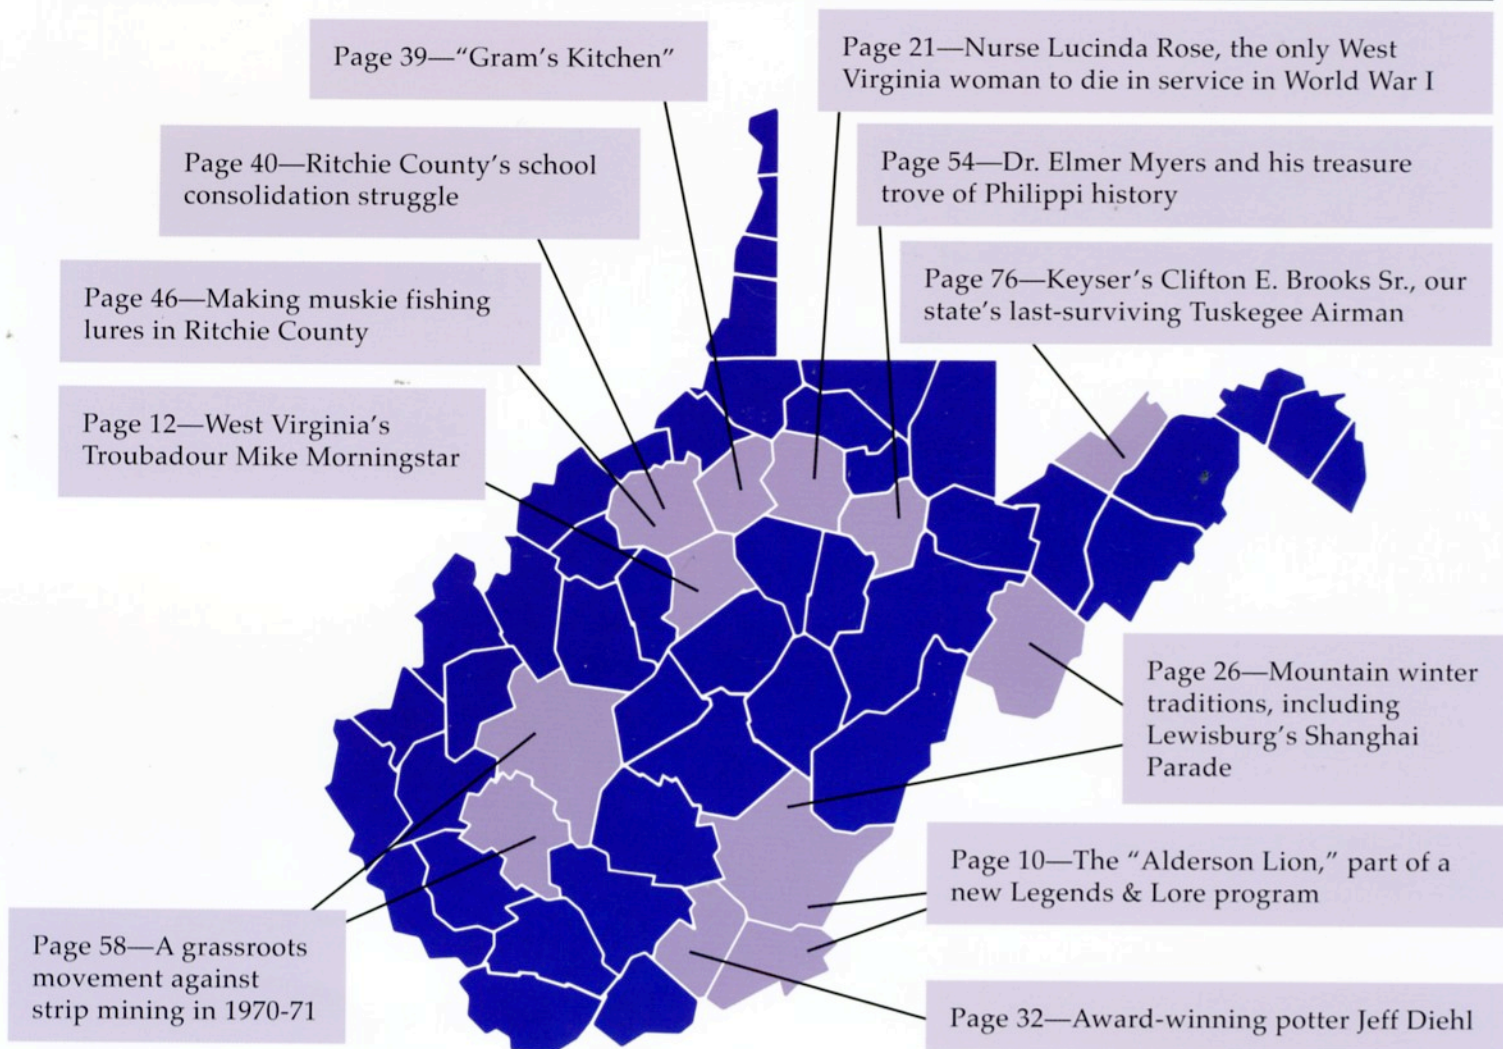 Page 39—“Gram’s Kitchen”
Page 21—Nurse Lucinda Rose, the only West
Virginia woman to die in service in World War I
Page 40—Ritchie County’s school
consolidation struggle
Page 54—Dr. Elmer Myers and his treasure
trove of Philippi history
Page 46—Making muskie fishing
lures in Ritchie County
Page 76—Keyser’s Clifton E. Brooks Sr., our
state’s last-surviving Tuskegee Airman
Page 12—West Virginia’s
Troubadour Mike Morningstar
Page 26—Mountain winter
traditions, including
Lewisburg’s Shanghai
Parade
Page 10—The “Alderson Lion,” part of a
new Legends & Lore program
Page 58—A grassroots
movement against
strip mining in 1970-71
Page 32—Award-winning potter Jeff Diehl